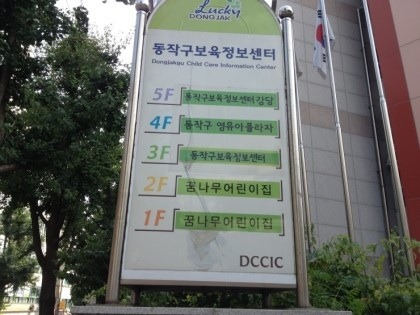 Lucky
DONGJAK
동작구보육정보센터
Dongjakgu Child Care Information Center
5F 동작구보육정보센터강당
4F 동작구 영유아플라자
3F 동작구보육정보센터
2F 꿈나무어린이집
1F 꿈나무어린이집
DCCIC